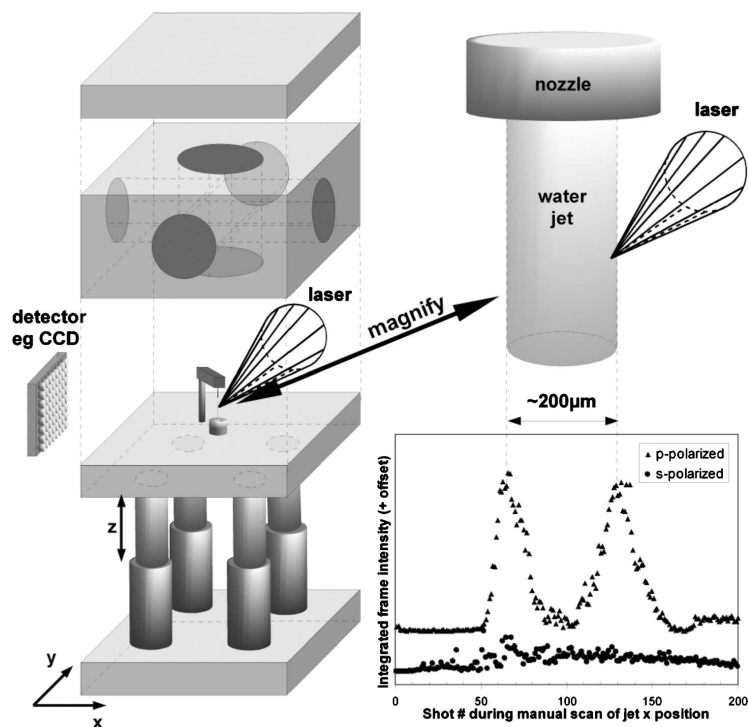 nozzle
laser
water
jet
laser
magnify
detector
eg CCD
~200μm
z
y
x
Integrated frame intensity (+ offset)
p-polarized
s-polarized
0
50
100
150
200
Shot # during manual scan of jet x position